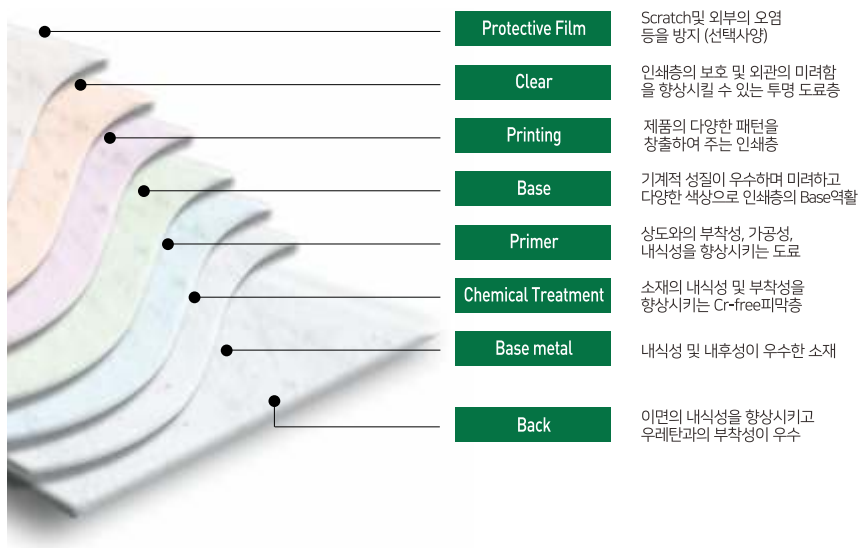 Protective Film
Scratch및 외부의 오염
등을 방지 (선택사양)
Clear
인쇄층의 보호 및 외관의 미려함
을 향상시킬 수 있는 투명 도료층
Printing
제품의 다양한 패턴을
창출하여 주는 인쇄층
Base
기계적 성질이 우수하며 미려하고
다양한 색상으로 인쇄층의 Base역활
Primer
상도와의 부착성, 가공성,
내식성을 향상시키는 도료
Chemical Treatment
소재의 내식성 및 부착성을
향상시키는 Cr-free피막층
Base metal
내식성 및 내후성이 우수한 소재
Back
이면의 내식성을 향상시키고
우레탄과의 부착성이 우수